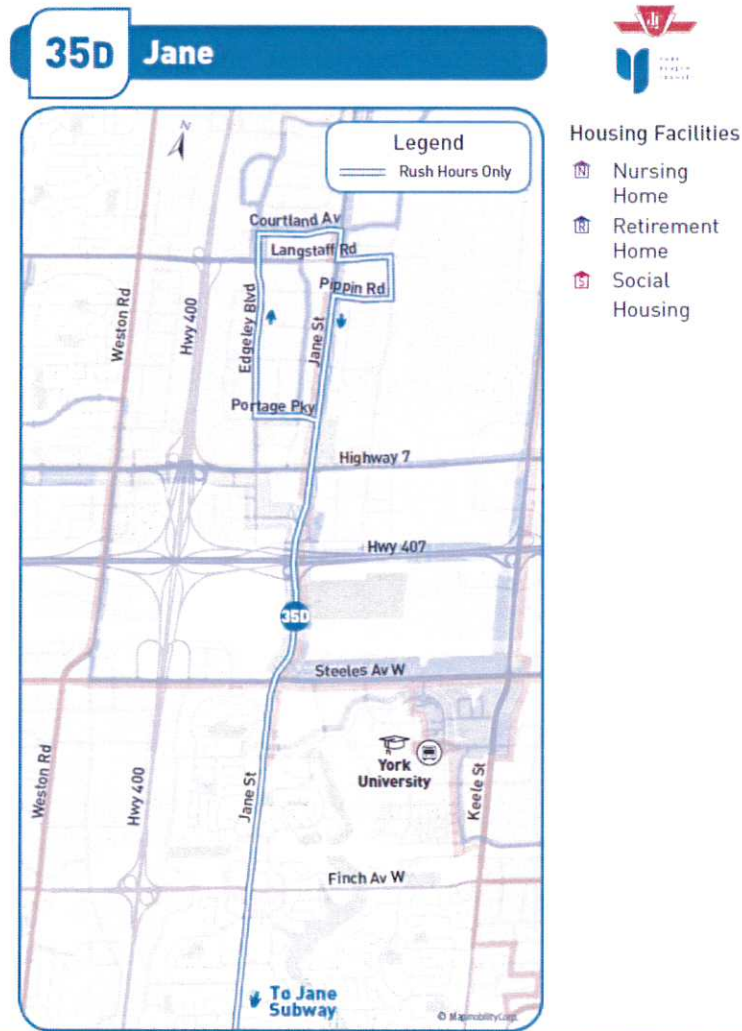 35D Jane
Housing Facilities
N Nursing
Home
R Retirement
Home
S Social
Housing
Legend
Rush Hours Only
N
Courtland Av
Langstaff Rd
Pippin Rd
Weston Rd
Hwy 400
Edgeley Blvd
Jane St
Portage Pky
Highway 7
Hwy 407
35D
Steeles Av W
York
University
Weston Rd
Hwy 400
Jane St
Keele St
Finch Av W
To Jane
Subway